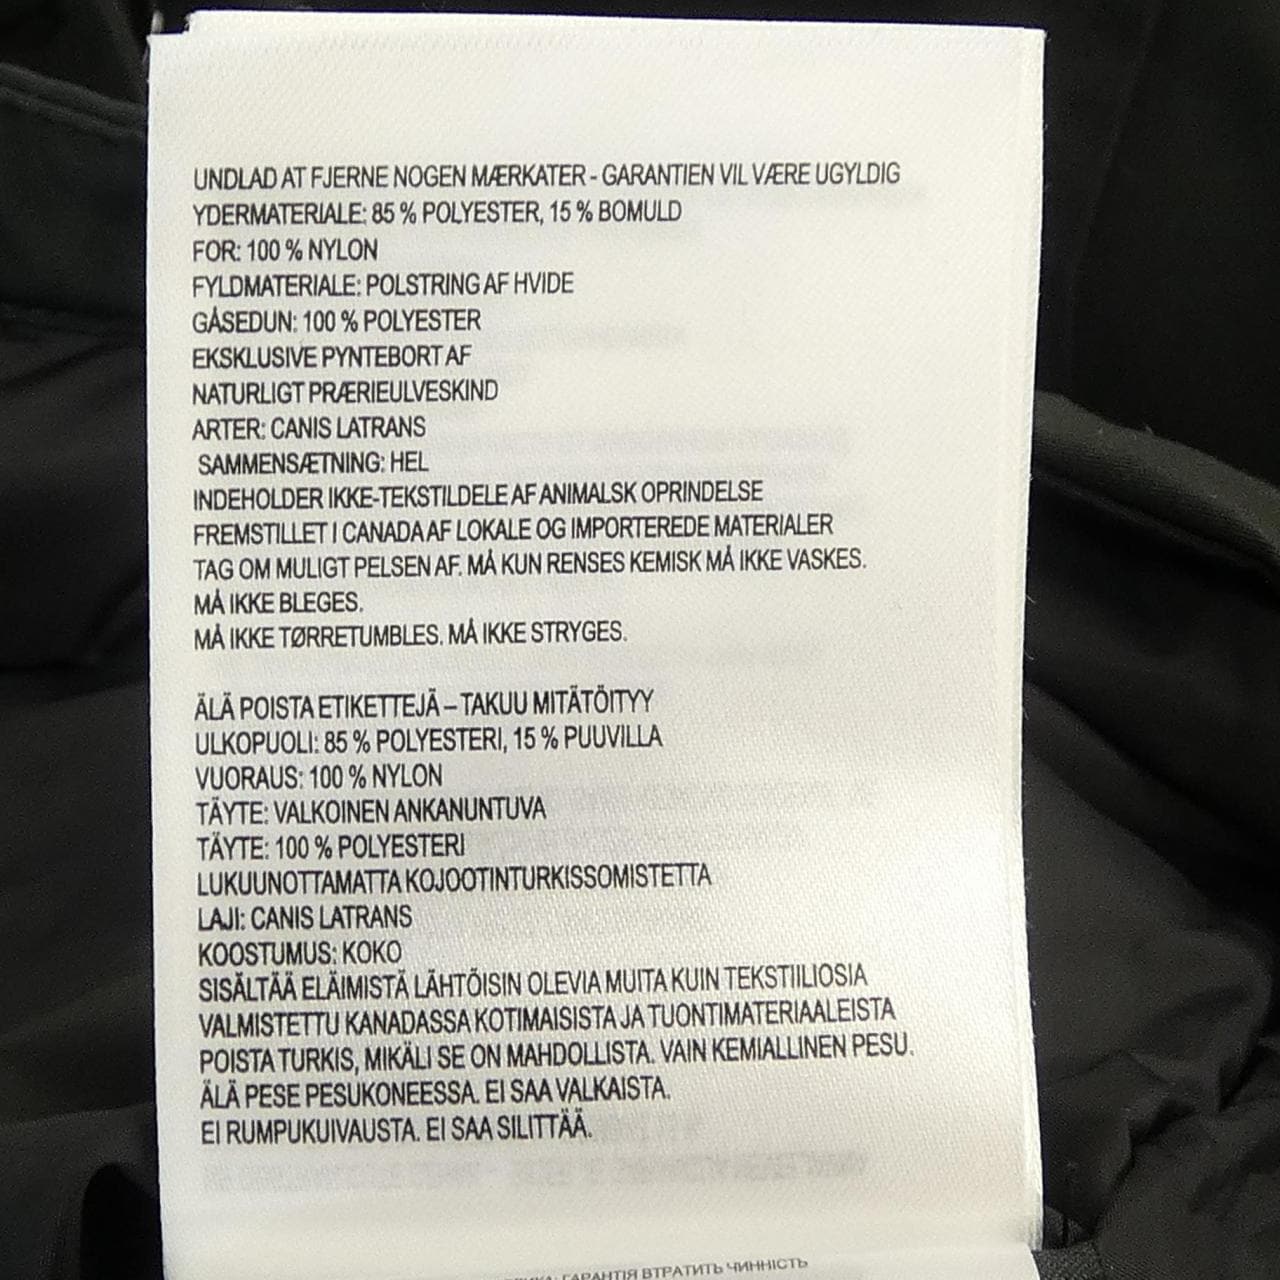 UNDLAD AT FJERNE NOGEN MÆRKATER - GARANTIEN VIL VÆRE UGYLDIG
YDERMATERIALE: 85 % POLYESTER, 15 % BOMULD
FOR: 100 % NYLON
FYLDMATERIALE: POLSTRING AF HVIDE
GÅSEDUN: 100 % POLYESTER
EKSKLUSIVE PYNTEBORT AF
NATURLIGT PRÆRIEULVESKIND
ARTER: CANIS LATRANS
SAMMENSÆTNING: HEL
INDEHOLDER IKKE-TEKSTILDELE AF ANIMALSK OPRINDELSE
FREMSTILLET I CANADA AF LOKALE OG IMPORTEREDE MATERIALER
TAG OM MULIGT PELSEN AF. MÅ KUN RENSES KEMISK MÅ IKKE VASKES.
MÅ IKKE BLEGES.
MÅ IKKE TØRRETUMBLES. MÅ IKKE STRYGES.
ÄLÄ POISTA ETIKETTEJÄ – TAKUU MITÄTÖITYY
ULKOPUOLI: 85 % POLYESTERI, 15 % PUUVILLA
VUORAUS: 100 % NYLON
TÄYTE: VALKOINEN ANKANUNTUVA
TÄYTE: 100 % POLYESTERI
LUKUUNOTTAMATTA KOJOOTINTURKISSOMISTETTA
LAJI: CANIS LATRANS
KOOSTUMUS: KOKO
SISÄLTÄÄ ELÄIMISTÄ LÄHTÖISIN OLEVIA MUITA KUIN TEKSTIILIOSIA
VALMISTETTU KANADASSA KOTIMAISISTA JA TUONTIMATERIAALEISTA
POISTA TURKIS, MIKÄLI SE ON MAHDOLLISTA. VAIN KEMIALLINEN PESU.
ÄLÄ PESE PESUKONEESSA. EI SAA VALKAISTA.
EI RUMPUKUIVAUSTA. EI SAA SILITTÄÄ.
ГАРАНТІЯ ВТРАТИТЬ ЧИННІСТЬ